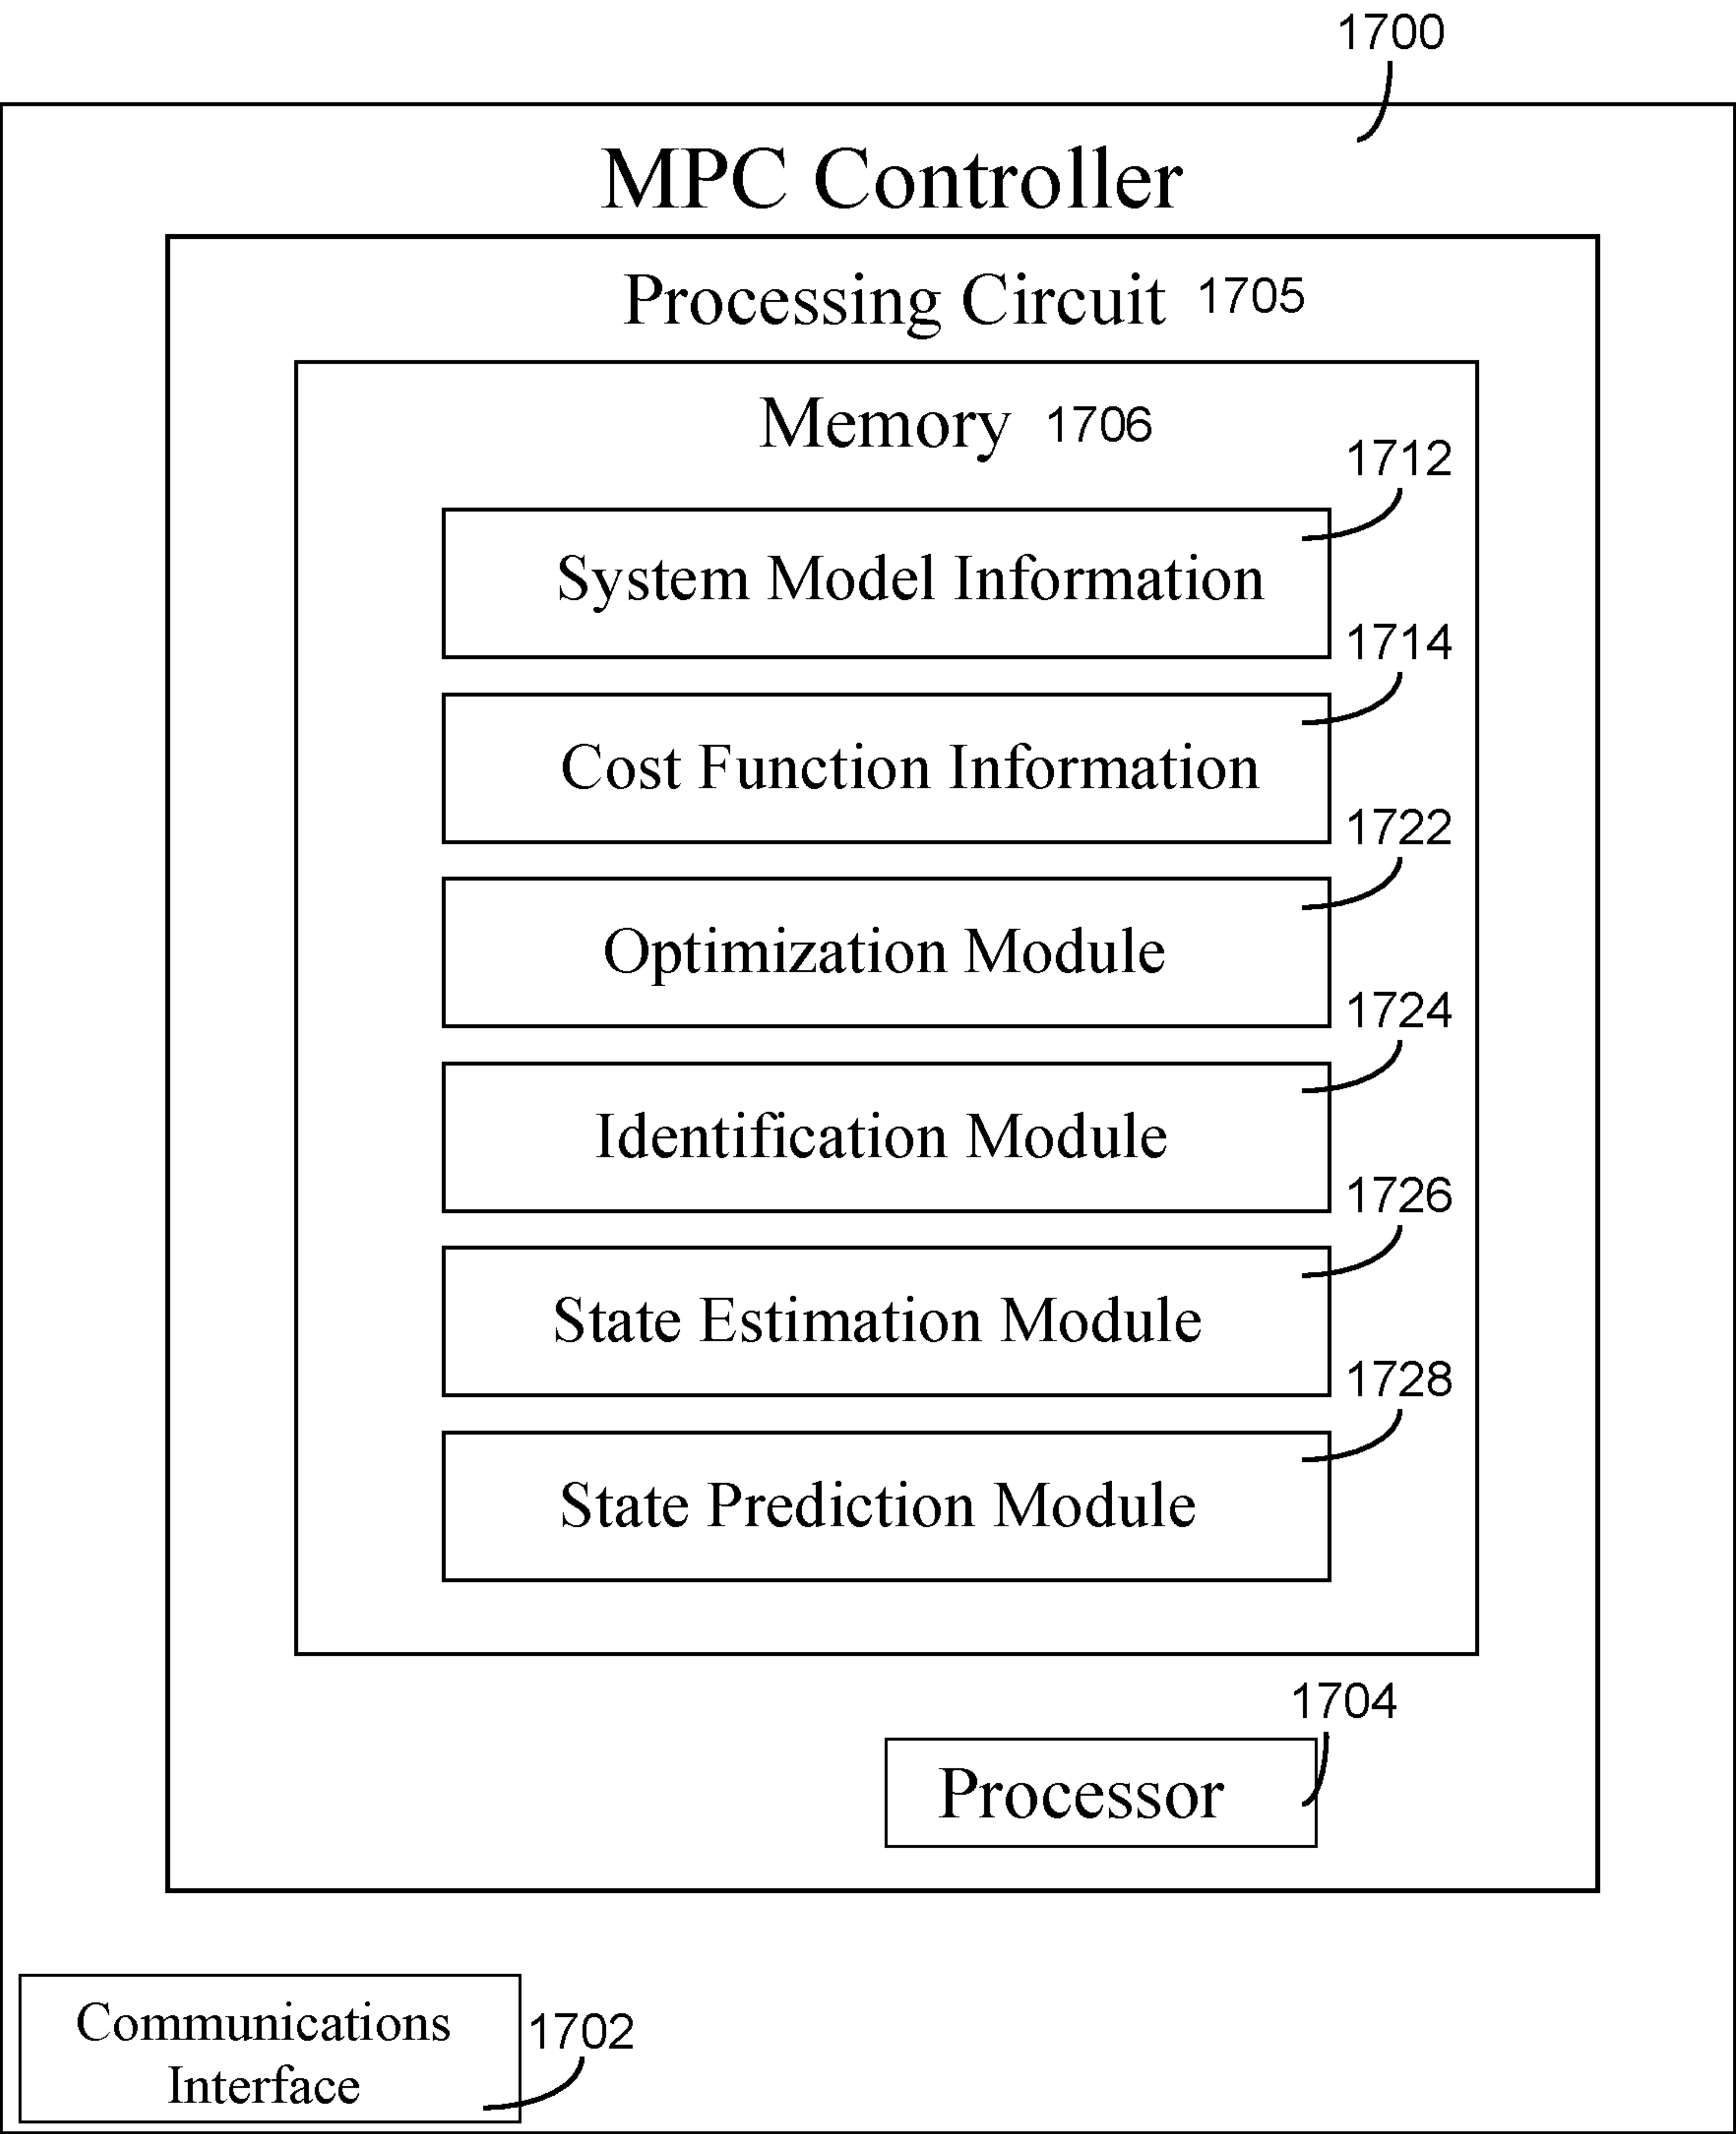 1700
MPC Controller
Processing Circuit 1705
Memory 1706
1712
System Model Information
1714
Cost Function Information
1722
Optimization Module
1724
Identification Module
1726
State Estimation Module
1728
State Prediction Module
1704
Processor
Communications
Interface
1702